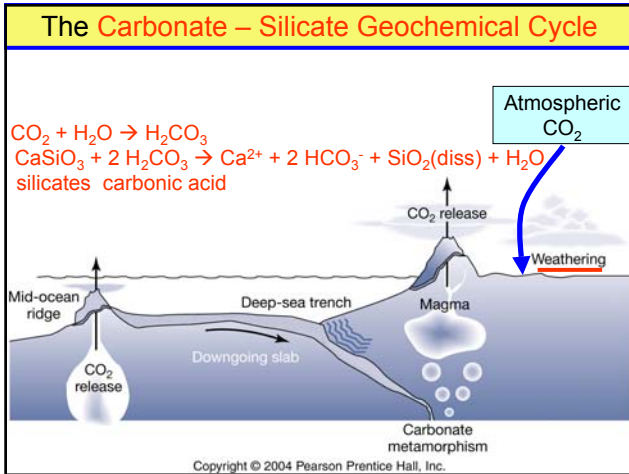 The Carbonate – Silicate Geochemical Cycle
Atmospheric
CO₂
CO₂ + H₂O → H₂CO₃
CaSiO₃ + 2 H₂CO₃ → Ca²⁺ + 2 HCO₃⁻ + SiO₂(diss) + H₂O
silicates carbonic acid
CO₂ release
Weathering
Mid-ocean
ridge
Deep-sea trench
Magma
Downgoing slab
CO₂
release
Carbonate
metamorphism
Copyright © 2004 Pearson Prentice Hall, Inc.